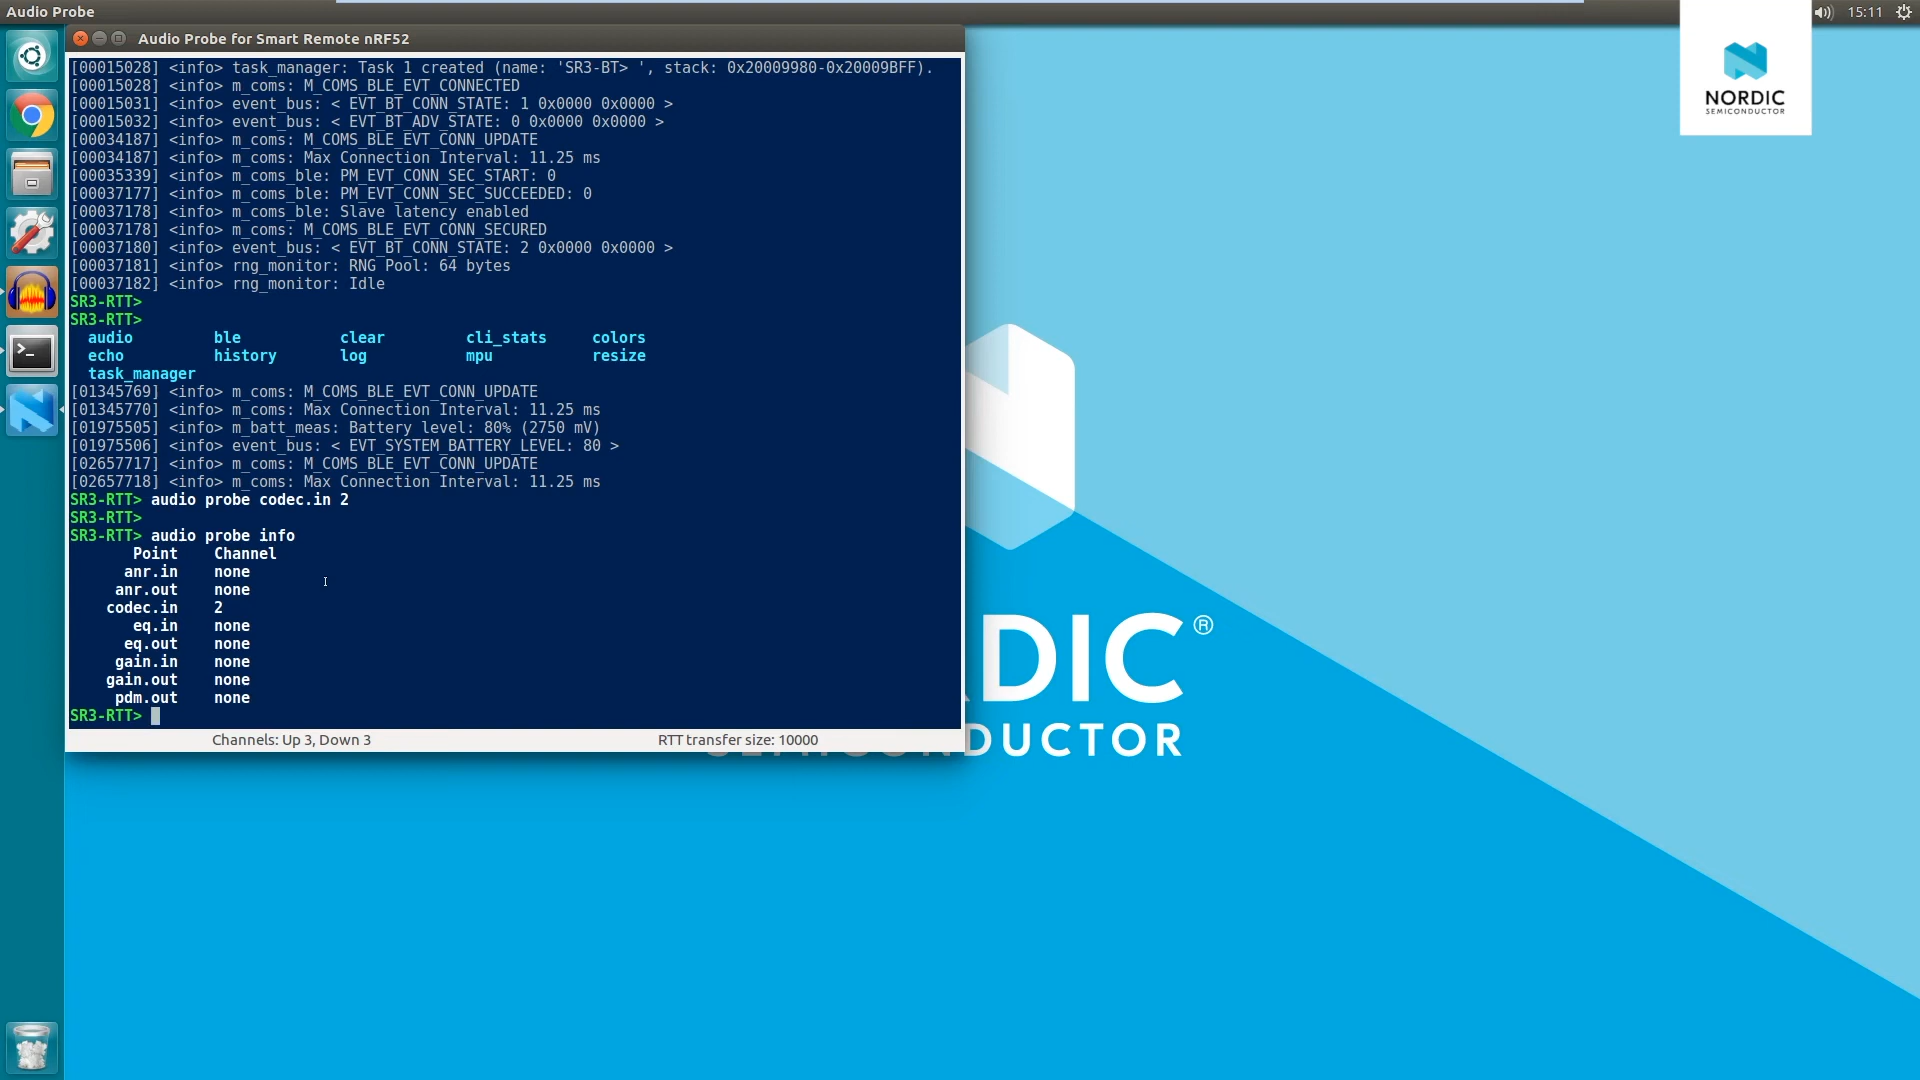 Audio Probe
15:11
Audio Probe for Smart Remote nRF52
[00015028] <info> task_manager: Task 1 created (name: 'SR3-BT> ', stack: 0x20009980-0x20009BFF).
[00015028] <info> m_coms: M_COMS_BLE_EVT_CONNECTED
[00015031] <info> event_bus: < EVT_BT_CONN_STATE: 1 0x0000 0x0000 >
[00015032] <info> event_bus: < EVT_BT_ADV_STATE: 0 0x0000 0x0000 >
[00034187] <info> m_coms: M_COMS_BLE_EVT_CONN_UPDATE
[00034187] <info> m_coms: Max Connection Interval: 11.25 ms
[00035339] <info> m_coms_ble: PM_EVT_CONN_SEC_START: 0
[00037177] <info> m_coms_ble: PM_EVT_CONN_SEC_SUCCEEDED: 0
[00037178] <info> m_coms_ble: Slave latency enabled
[00037178] <info> m_coms: M_COMS_BLE_EVT_CONN_SECURED
[00037180] <info> event_bus: < EVT_BT_CONN_STATE: 2 0x0000 0x0000 >
[00037181] <info> rng_monitor: RNG Pool: 64 bytes
[00037182] <info> rng_monitor: Idle
SR3-RTT>
SR3-RTT>
audio ble clear cli_stats colors
echo history log mpu resize
task_manager
[01345769] <info> m_coms: M_COMS_BLE_EVT_CONN_UPDATE
[01345770] <info> m_coms: Max Connection Interval: 11.25 ms
[01975505] <info> m_batt_meas: Battery level: 80% (2750 mV)
[01975506] <info> event_bus: < EVT_SYSTEM_BATTERY_LEVEL: 80 >
[02657717] <info> m_coms: M_COMS_BLE_EVT_CONN_UPDATE
[02657718] <info> m_coms: Max Connection Interval: 11.25 ms
SR3-RTT> audio probe codec.in 2
SR3-RTT>
SR3-RTT> audio probe info
Point Channel
anr.in none
anr.out none
codec.in 2
eq.in none
eq.out none
gain.in none
gain.out none
pdm.out none
SR3-RTT>
Channels: Up 3, Down 3 RTT transfer size: 10000
NORDIC
SEMICONDUCTOR
DIC®
DUCTOR